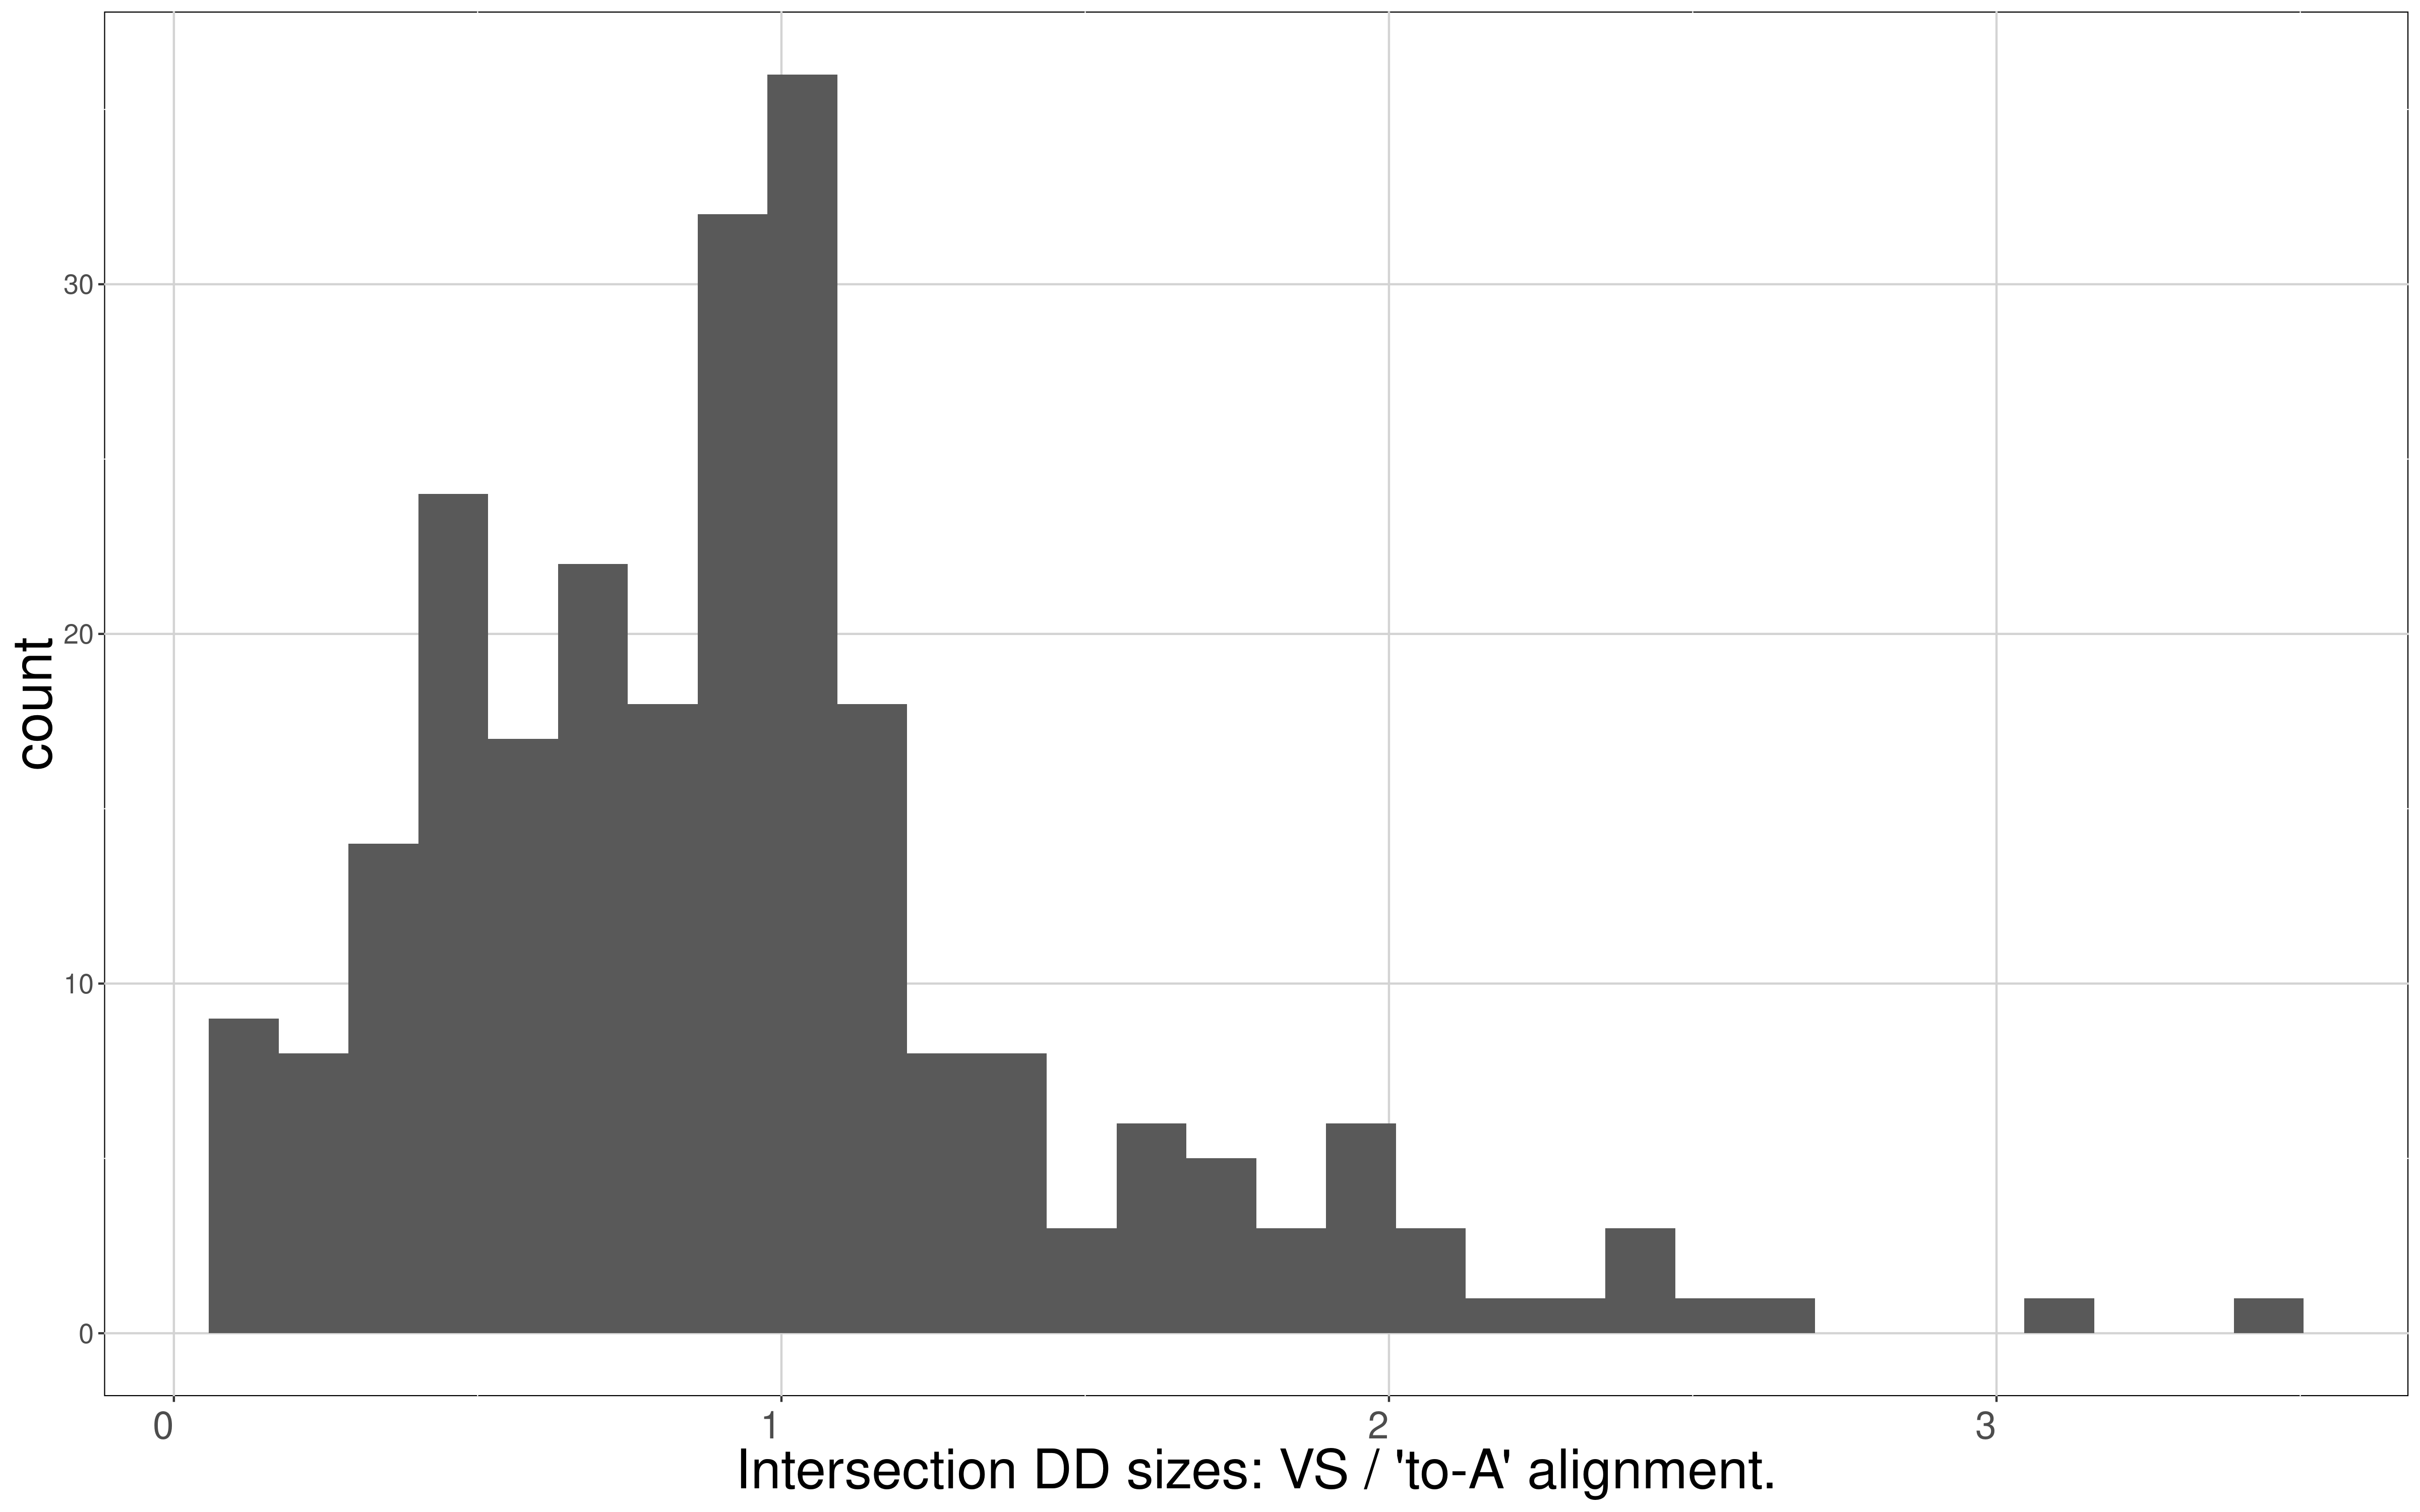 count
30
20
10
0
0 1 2 3
Intersection DD sizes: VS / 'to-A' alignment.